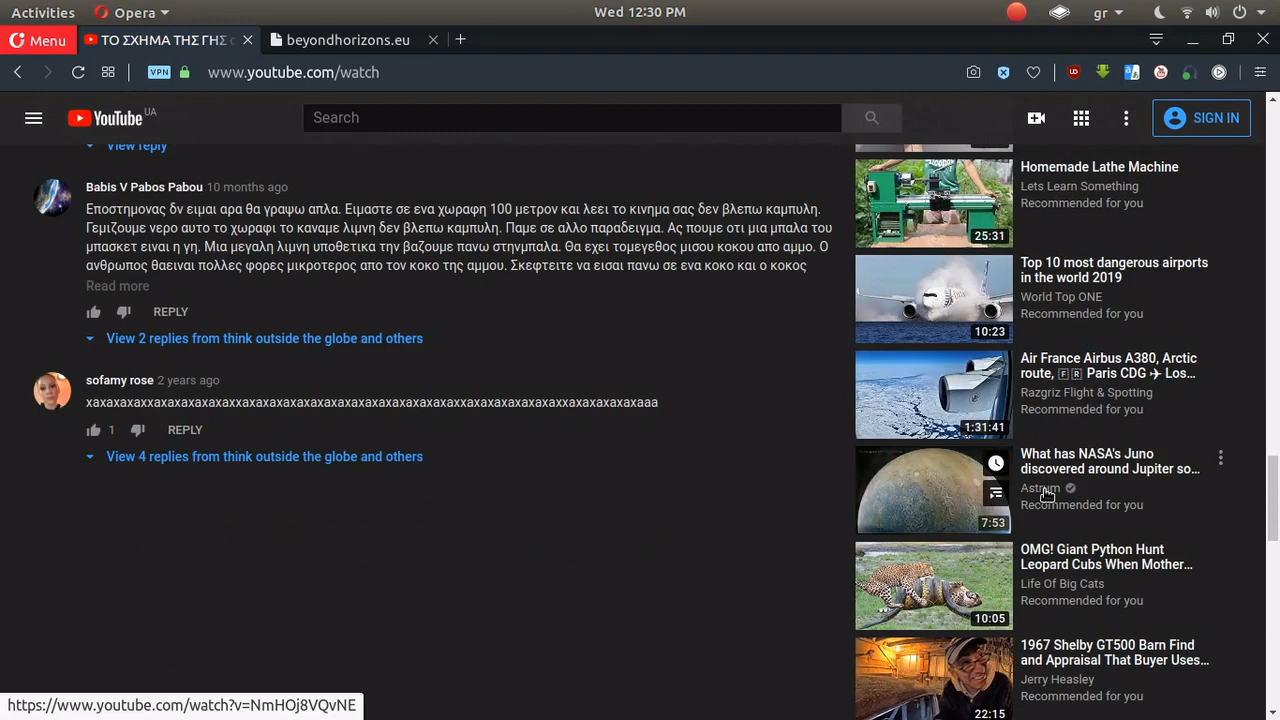 Activities
Opera
Wed 12:30 PM
gr
Menu
ΤΟ ΣΧΗΜΑ ΤΗΣ ΓΗΣ
beyondhorizons.eu
VPN
www.youtube.com/watch
YouTube UA
Search
SIGN IN
View reply
Babis V Pabos Pabou 10 months ago
Εποστημονας δν ειμαι αρα θα γραψω απλα. Ειμαστε σε ενα χωραφη 100 μετρον και λεει το κινημα σας δεν βλεπω καμπυλη.
Γεμιζουμε νερο αυτο το χωραφι το καναμε λιμνη δεν βλεπω καμπυλη. Παμε σε αλλο παραδειγμα. Ας πουμε οτι μια μπαλα του
μπασκετ ειναι η γη. Μια μεγαλη πολη υποθετικα την βαζουμε πανω στηνμπαλα. Θα εχει τομεγεθος μισου κοκου απο αμμο. Ο
ανθρωπος θαειναι πολλες φορες μικροτερος απο τον κοκο της αμμου. Σκεφτειτε να εισαι πανω σε ενα κοκο και ο κοκος
Read more
REPLY
View 2 replies from think outside the globe and others
sofamy rose 2 years ago
1
REPLY
View 4 replies from think outside the globe and others
Homemade Lathe Machine
Lets Learn Something
25:31
Top 10 most dangerous airports
in the world 2019
World Top ONE
Recommended for you
10:23
Air France Airbus A380, Arctic
route, 🇫🇷 Paris CDG ✈ Los...
Razgriz Flight & Spotting
Recommended for you
1:31:41
What has NASA's Juno
discovered around Jupiter so...
Astrum
Recommended for you
7:53
OMG! Giant Python Hunt
Leopard Cubs When Mother...
Life Of Big Cats
Recommended for you
10:05
1967 Shelby GT500 Barn Find
and Appraisal That Buyer Uses...
Jerry Heasley
Recommended for you
22:15
https://www.youtube.com/watch?v=NmHOj8VQvNE